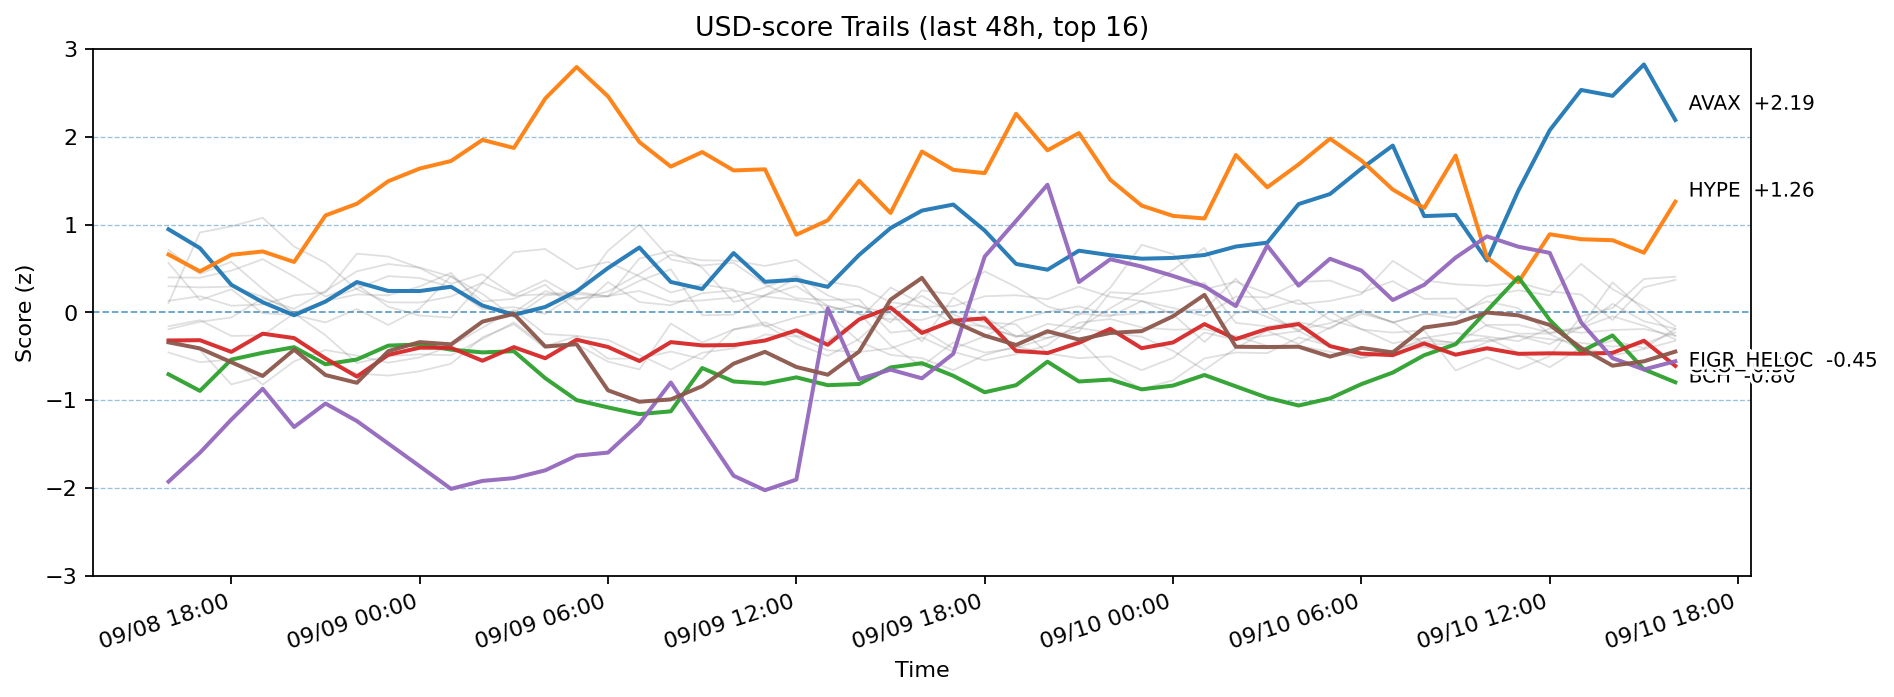 USD-score Trails (last 48h, top 16)
3
2
1
0
−1
−2
−3
Score (z)
AVAX +2.19
HYPE +1.26
FIGR_HELOC -0.45
BCH -0.80
09/08 18:00
09/09 00:00
09/09 06:00
09/09 12:00
09/09 18:00
09/10 00:00
09/10 06:00
09/10 12:00
09/10 18:00
Time